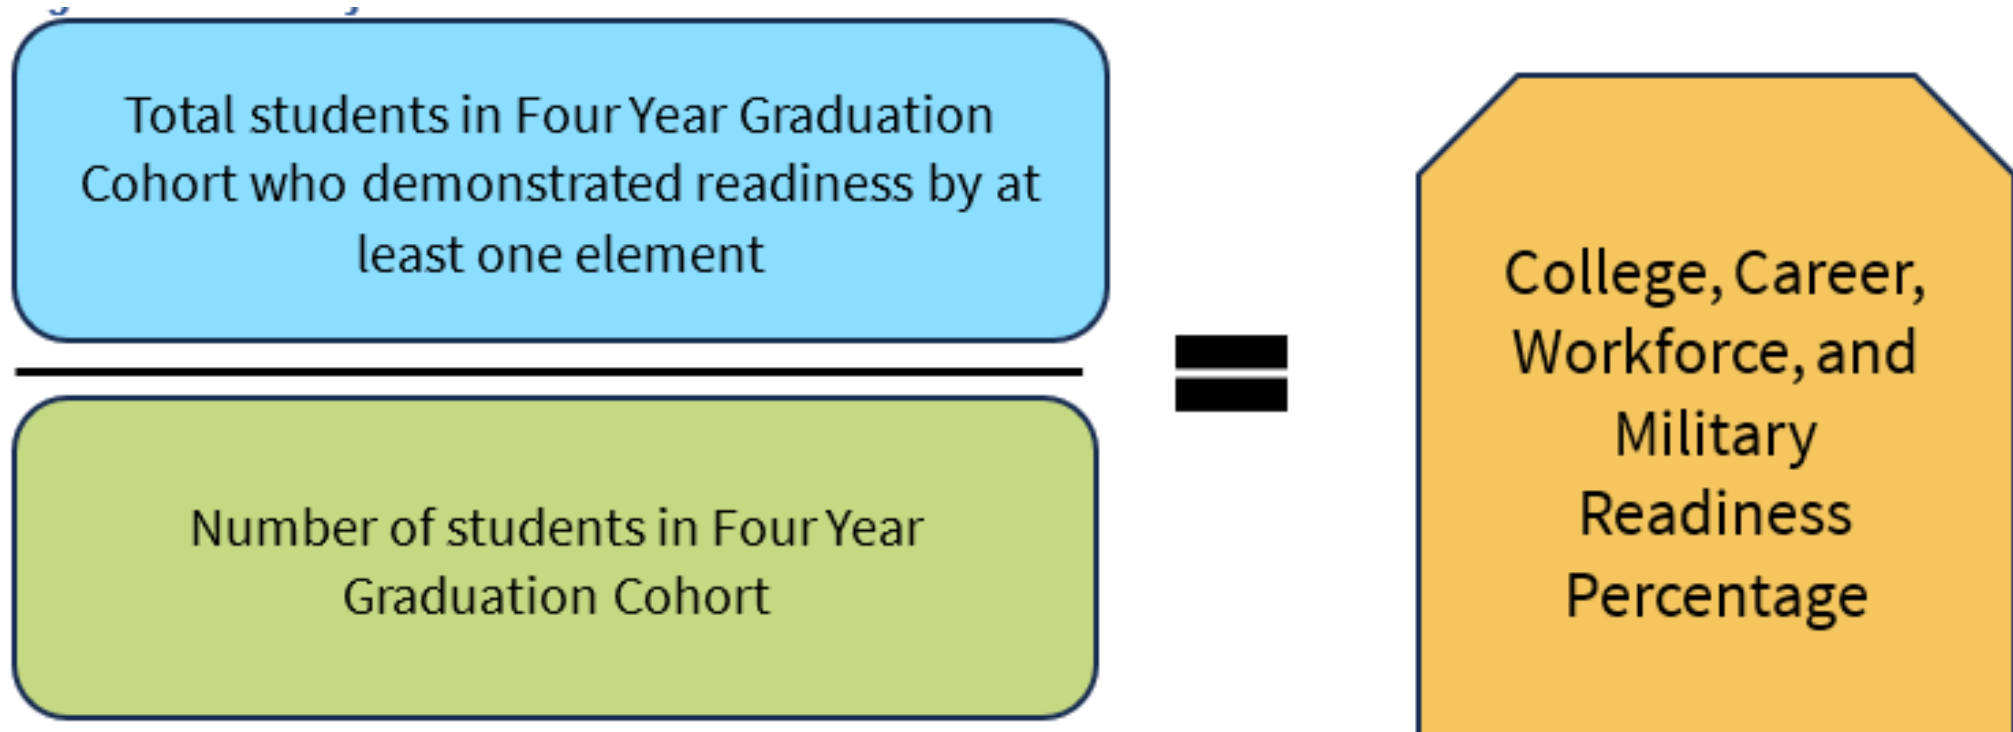 Total students in Four Year Graduation
Cohort who demonstrated readiness by at
least one element
Number of students in Four Year
Graduation Cohort
College, Career,
Workforce, and
Military
Readiness
Percentage